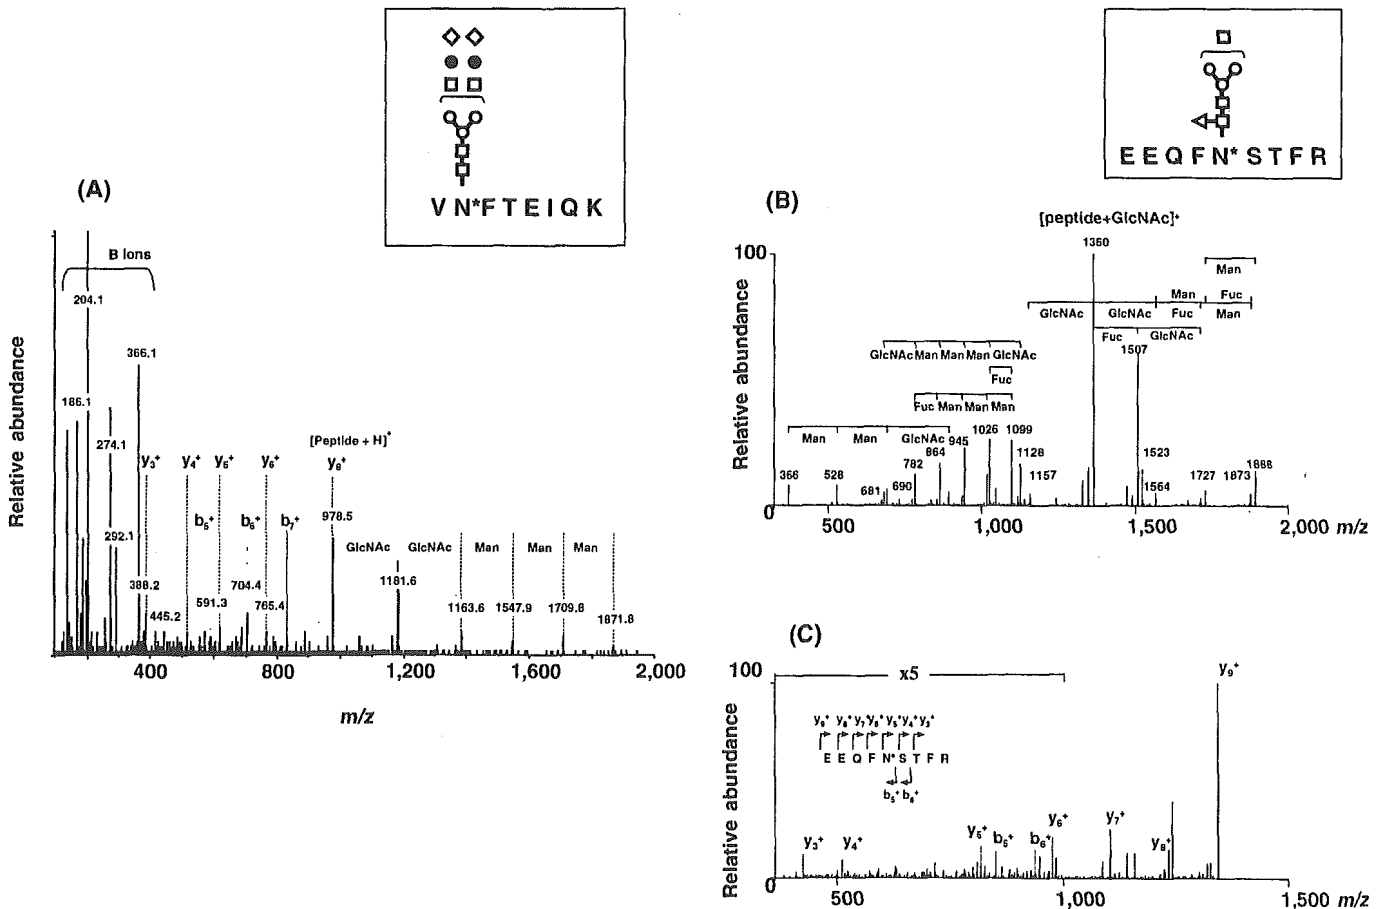 (A)
V N*F T E I Q K
B Ions
204.1
366.1
186.1
274.1
292.1
y3+ y4+ y5+ y6+ [Peptide + H]+ y8+
b5+ b6+ b7+
978.5
388.2
445.2
591.3
704.4
765.4
GlcNAc GlcNAc Man Man Man
1181.6
1163.6
1547.9
1709.8
1871.8
Relative abundance
400 800 1,200 1,600 2,000
m/z
(B)
E E Q F N* S T F R
[peptide+GlcNAc]+
1360
100
Man
Man Fuc
GlcNAc GlcNAc Fuc Man
Fuc GlcNAc
1507
GlcNAc Man Man Man GlcNAc
Fuc
Fuc Man Man Man
Man Man GlcNAc
366 528 681 690 782 864 945 1026 1099 1128 1157 1523 1564 1727 1873 1888
Relative abundance
0 500 1,000 1,500 2,000 m/z
(C)
100
x5
y9+
y9+ y8+ y7+ y6+ y5+ y4+ y3+
E E Q F N* S T F R
b5+ b6+
y3+ y4+ y5+ b5+ b6+ y6+ y7+ y8+
Relative abundance
0 500 1,000 1,500 m/z